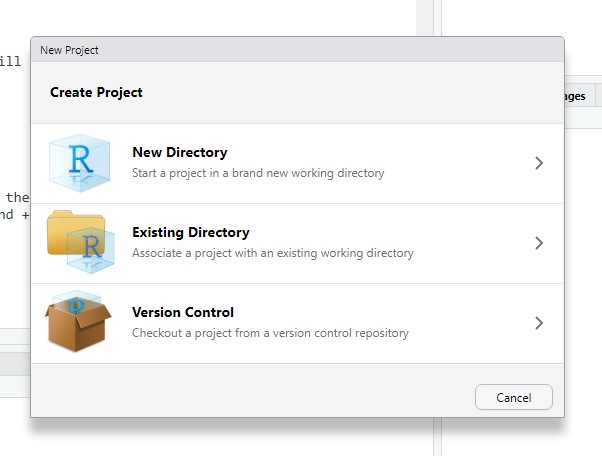 New Project
ill
Create Project
ages
R
New Directory
Start a project in a brand new working directory
the
nd +
R
Existing Directory
Associate a project with an existing working directory
R
Version Control
Checkout a project from a version control repository
Cancel